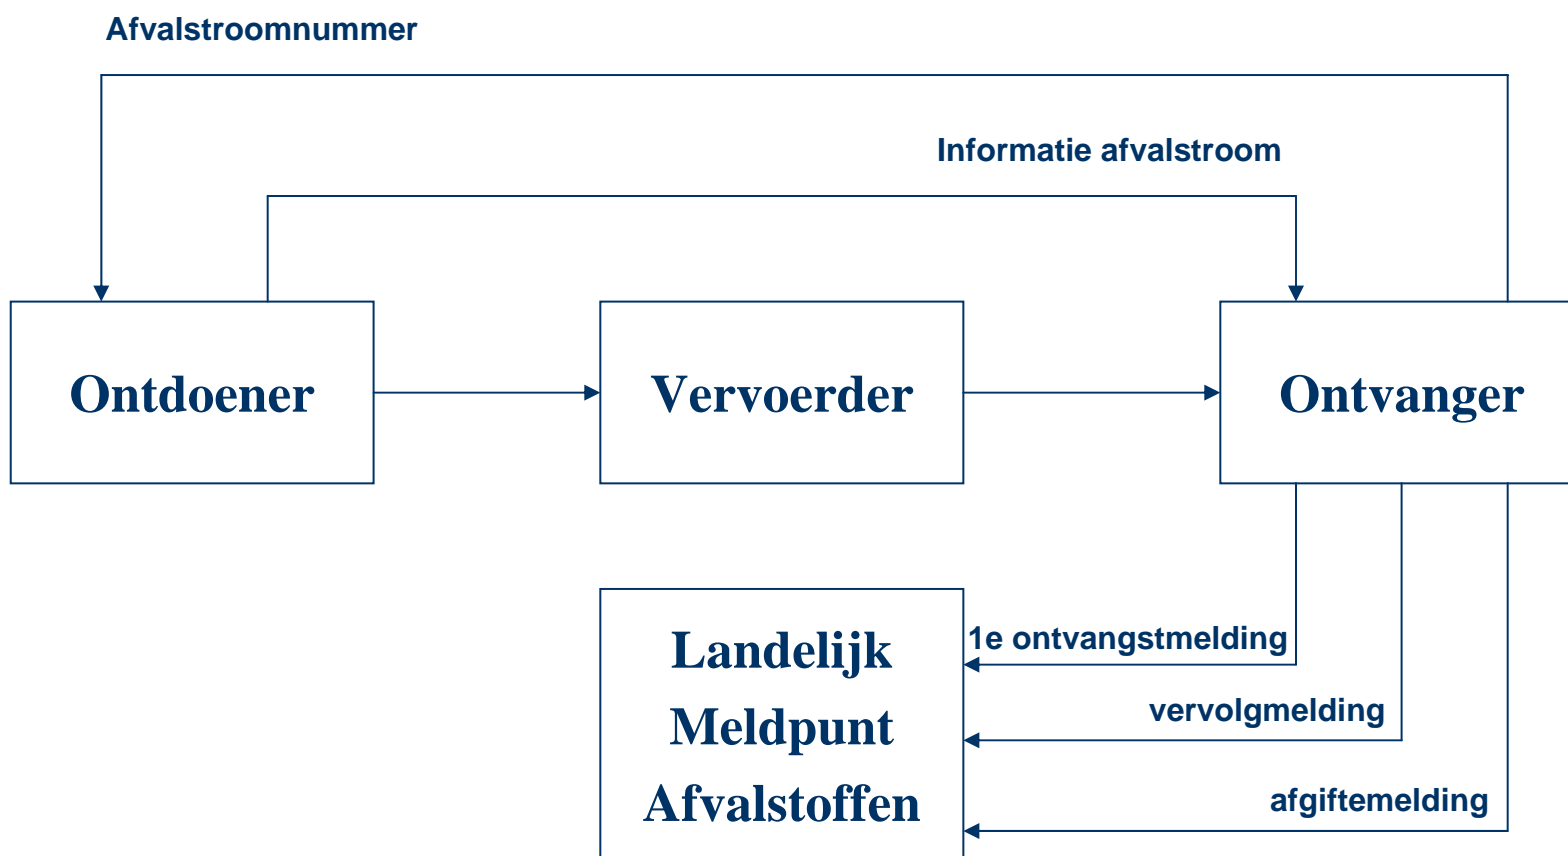 Afvalstroomnummer
Informatie afvalstroom
Ontdoener
Vervoerder
Ontvanger
1e ontvangstmelding
Landelijk
Meldpunt
Afvalstoffen
vervolgmelding
afgiftemelding